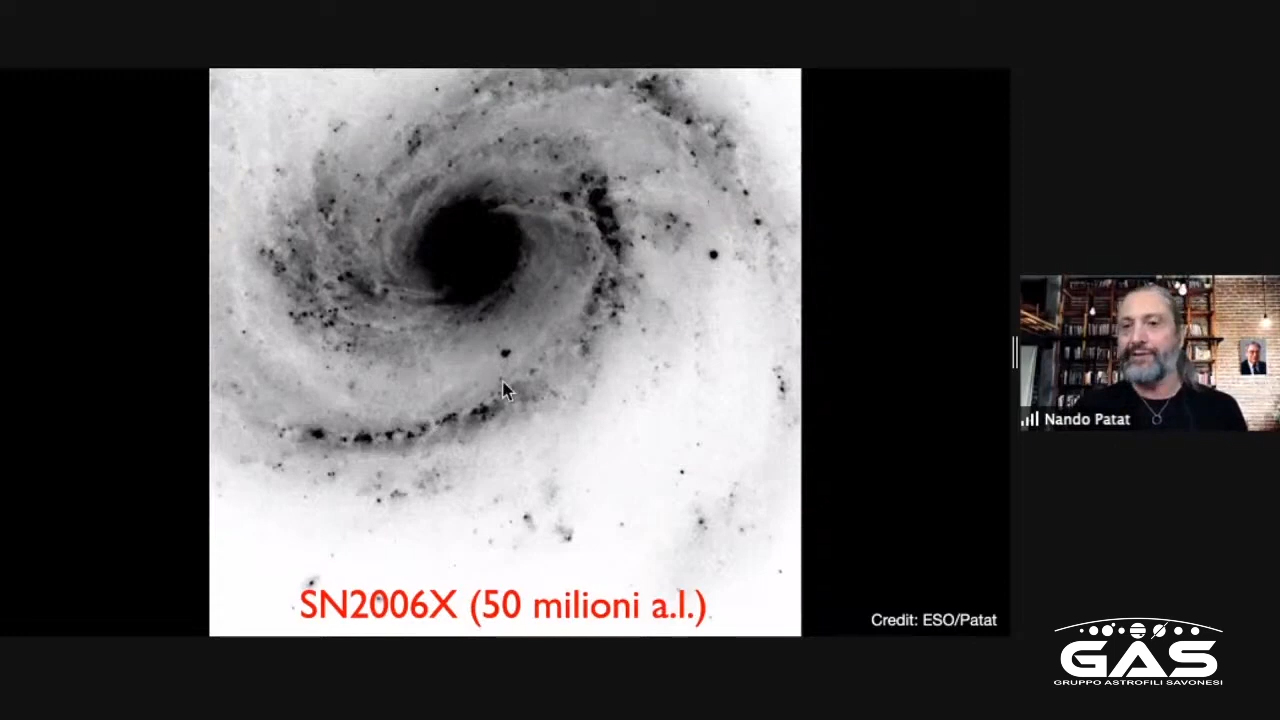 SN2006X (50 milioni a.l.)
Credit: ESO/Patat
Nando Patat
GAS
GRUPPO ASTROFILI SAVONESI